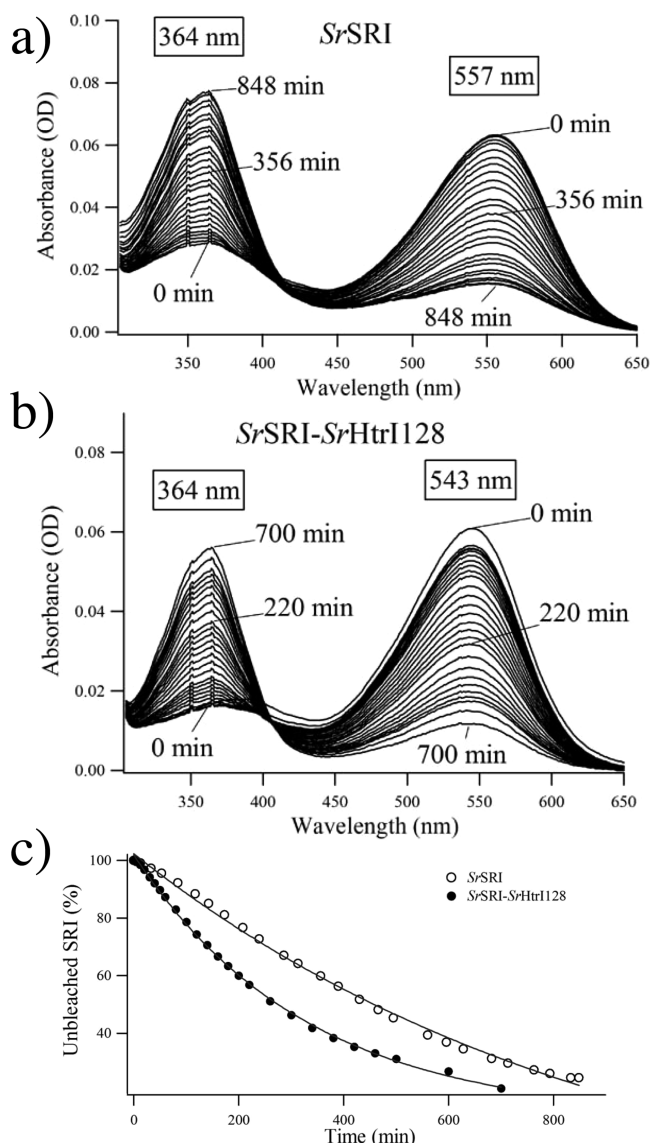 a)
SrSRI
364 nm
557 nm
848 min
0 min
356 min
356 min
0 min
848 min
Absorbance (OD)
0.10
0.08
0.06
0.04
0.02
0.00
350 400 450 500 550 600 650
Wavelength (nm)
b)
SrSRI-SrHtrI128
364 nm
543 nm
700 min
0 min
220 min
220 min
0 min
700 min
Absorbance (OD)
0.08
0.06
0.04
0.02
0.00
350 400 450 500 550 600 650
Wavelength (nm)
c)
SrSRI
SrSRI-SrHtrI128
Unbleached SRI (%)
100
80
60
40
0 200 400 600 800
Time (min)